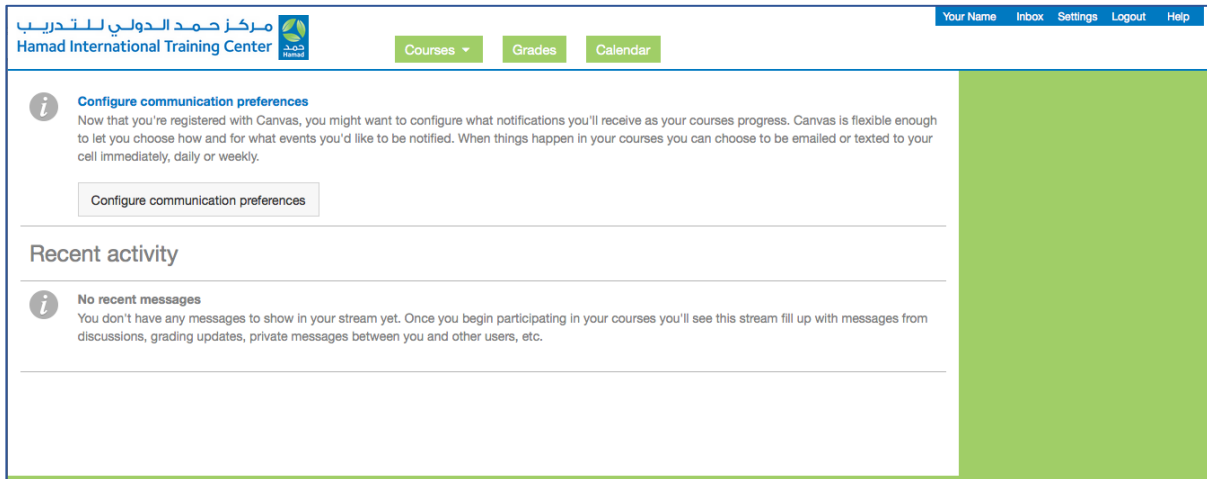 مركز حمد الدولي للتدريب
Hamad International Training Center
حمد
Hamad
Courses
Grades
Calendar
Your Name Inbox Settings Logout Help
Configure communication preferences
Now that you're registered with Canvas, you might want to configure what notifications you'll receive as your courses progress. Canvas is flexible enough
to let you choose how and for what events you'd like to be notified. When things happen in your courses you can choose to be emailed or texted to your
cell immediately, daily or weekly.
Configure communication preferences
Recent activity
No recent messages
You don't have any messages to show in your stream yet. Once you begin participating in your courses you'll see this stream fill up with messages from
discussions, grading updates, private messages between you and other users, etc.